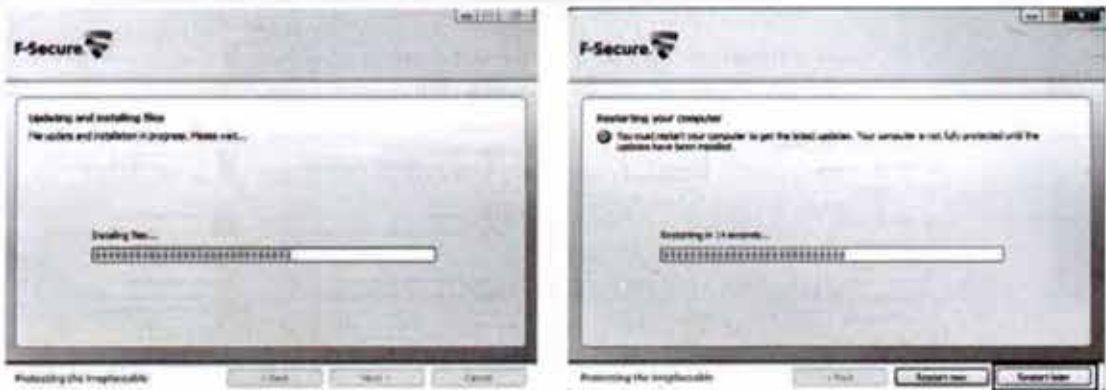 F-Secure
Updating and installing files
File update and installation in progress. Please wait...
Installing files...
Protecting the irreplaceable
< Back
Next >
Cancel
F-Secure
Restarting your computer
You must restart your computer to get the latest updates. Your computer is not fully protected until the
updates have been installed.
Restarting in 14 seconds...
Protecting the irreplaceable
< Back
Restart now
Restart later